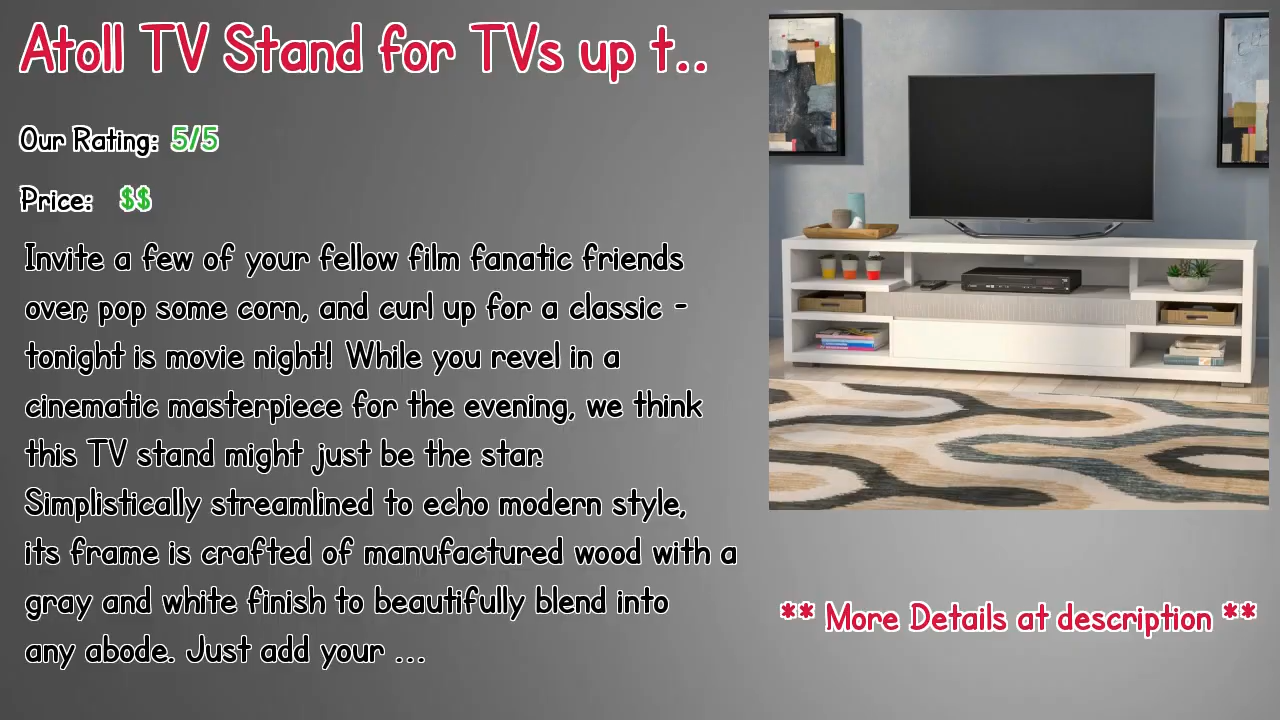 Atoll TV Stand for TVs up t..
Our Rating: 5/5
Price: $$
Invite a few of your fellow film fanatic friends
over, pop some corn, and curl up for a classic -
tonight is movie night! While you revel in a
cinematic masterpiece for the evening, we think
this TV stand might just be the star.
Simplistically streamlined to echo modern style,
its frame is crafted of manufactured wood with a
gray and white finish to beautifully blend into
any abode. Just add your ...
** More Details at description **